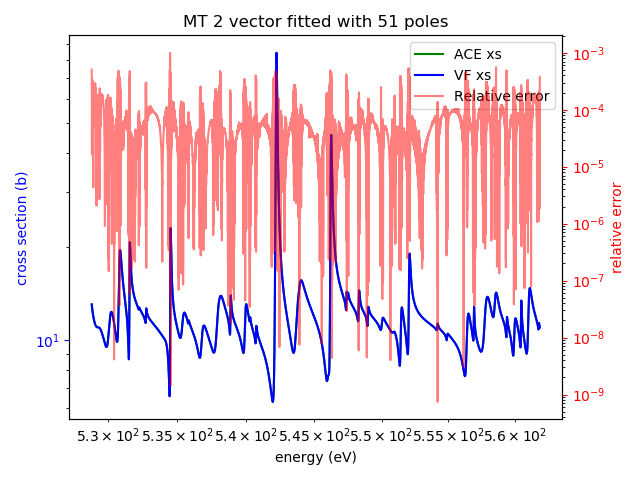 MT 2 vector fitted with 51 poles
ACE xs
VF xs
Relative error
cross section (b)
10¹
relative error
10⁻³
10⁻⁴
10⁻⁵
10⁻⁶
10⁻⁷
10⁻⁸
10⁻⁹
5.3 × 10² 5.35 × 10² 5.4 × 10² 5.45 × 10² 5.5 × 10² 5.55 × 10² 5.6 × 10²
energy (eV)